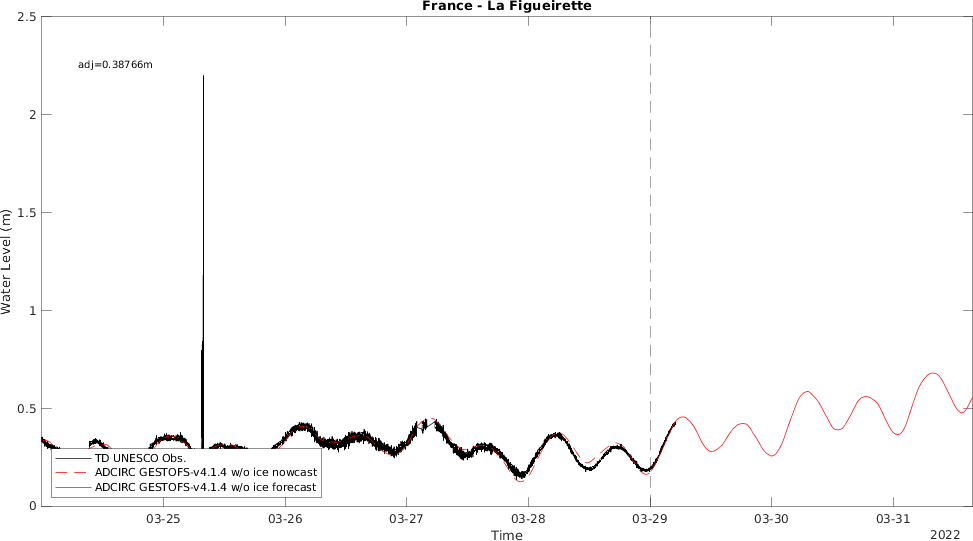 France - La Figueirette
adj=0.38766m
2.5
2
1.5
1
0.5
0
Water Level (m)
TD UNESCO Obs.
ADCIRC GESTOFS-v4.1.4 w/o ice nowcast
ADCIRC GESTOFS-v4.1.4 w/o ice forecast
03-25
03-26
03-27
03-28
03-29
03-30
03-31
Time
2022